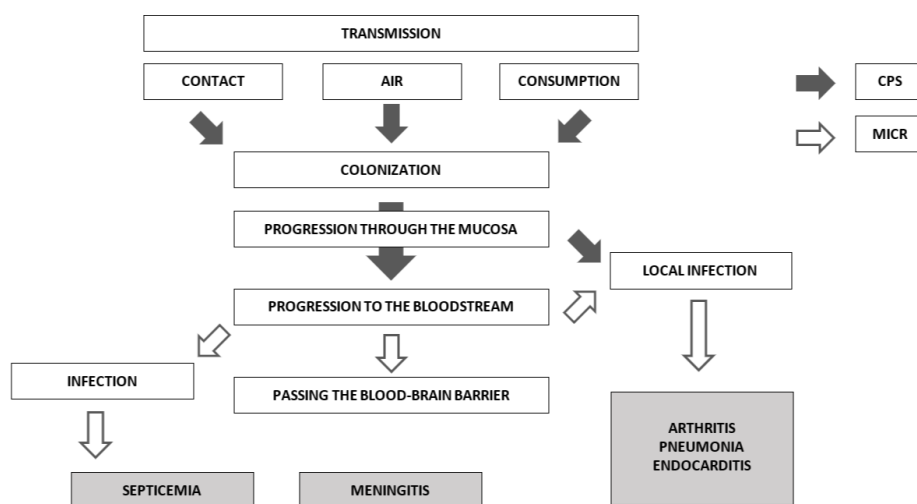 TRANSMISSION
CONTACT
AIR
CONSUMPTION
CPS
MICR
COLONIZATION
PROGRESSION THROUGH THE MUCOSA
LOCAL INFECTION
PROGRESSION TO THE BLOODSTREAM
INFECTION
PASSING THE BLOOD-BRAIN BARRIER
ARTHRITIS
PNEUMONIA
ENDOCARDITIS
SEPTICEMIA
MENINGITIS